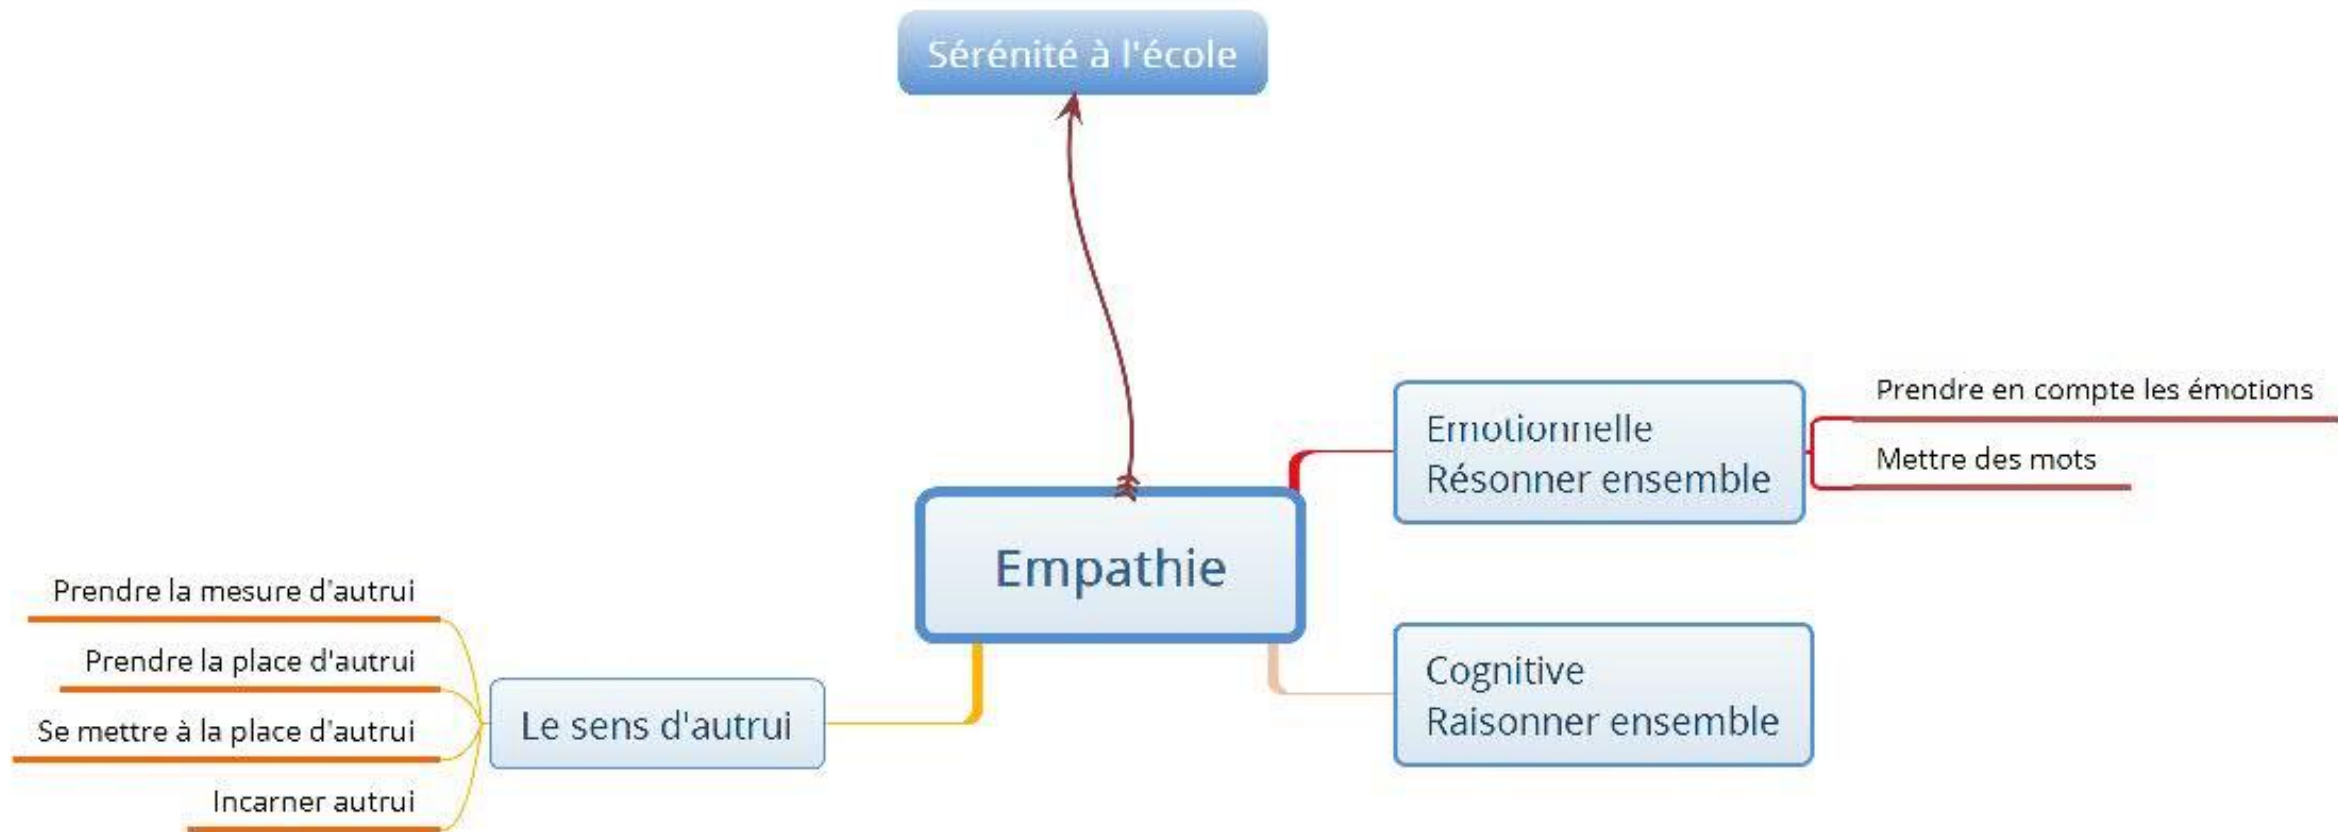 Sérénité à l'école
Emotionnelle
Résonner ensemble
Prendre en compte les émotions
Mettre des mots
Empathie
Cognitive
Raisonner ensemble
Le sens d'autrui
Prendre la mesure d'autrui
Prendre la place d'autrui
Se mettre à la place d'autrui
Incarner autrui